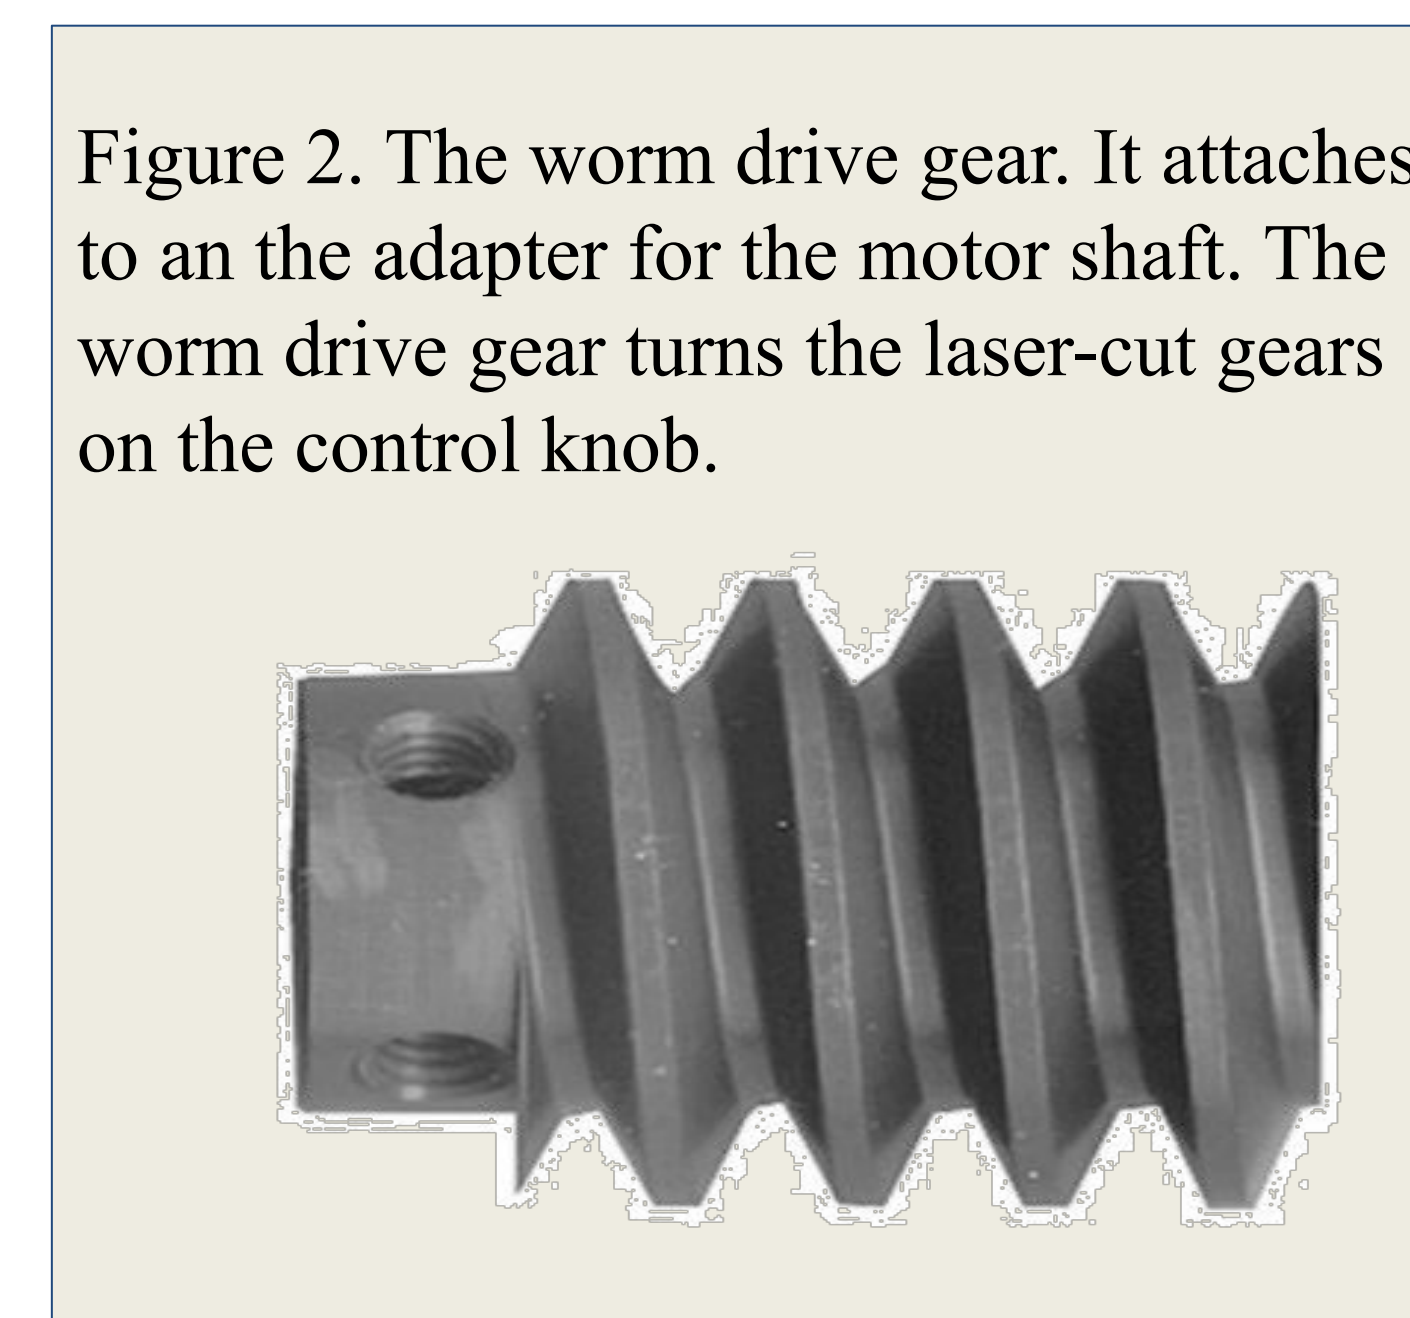 Figure 2. The worm drive gear. It attaches
to an the adapter for the motor shaft. The
worm drive gear turns the laser-cut gears
on the control knob.